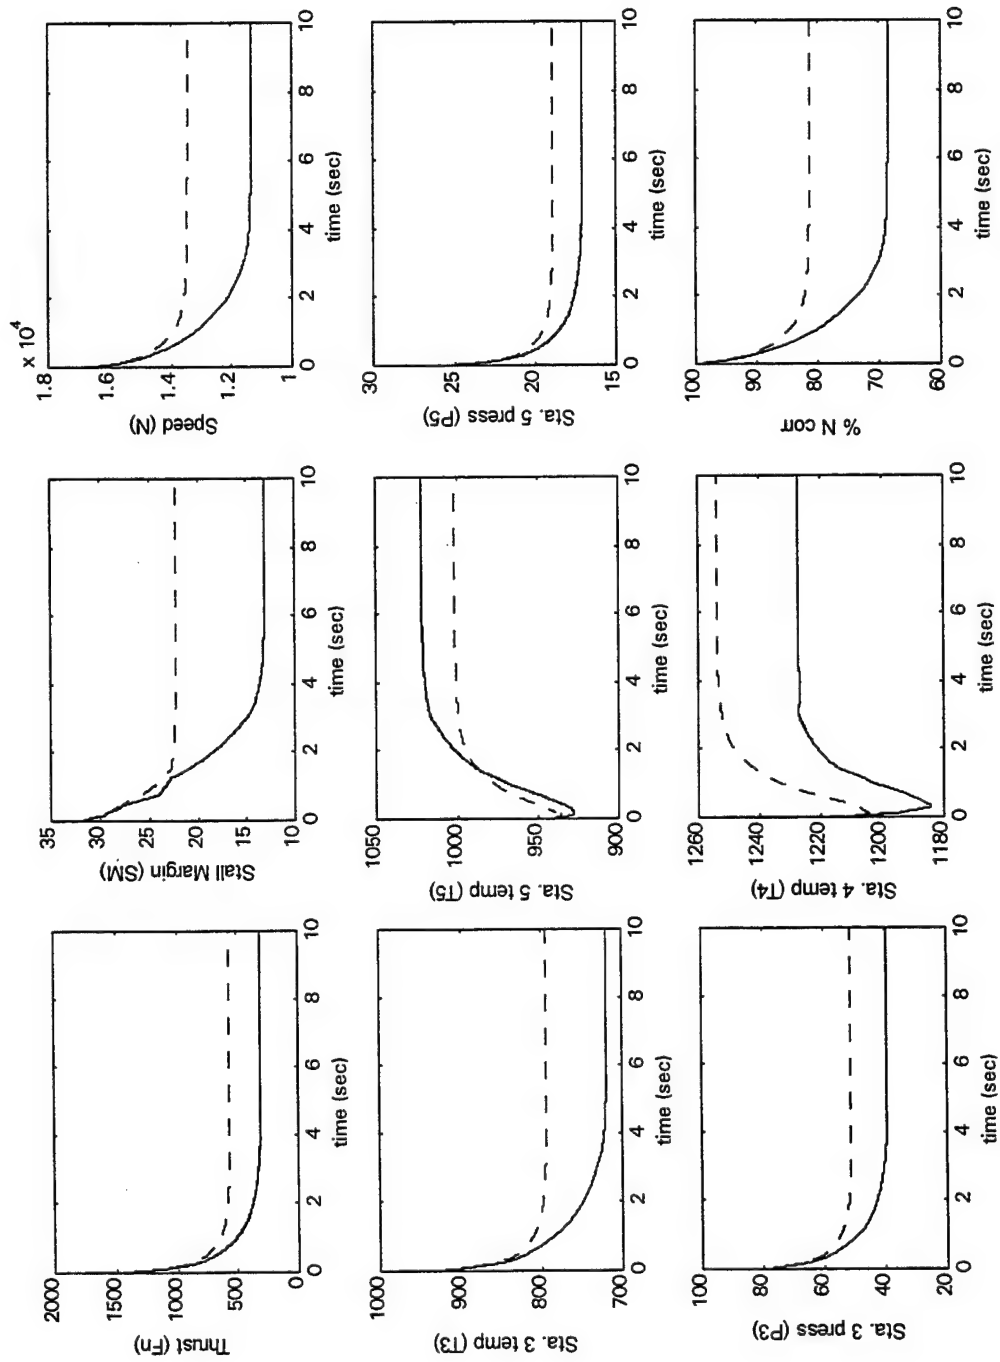 Thrust (Fn)
2000
1500
1000
500
0
0 2 4 6 8 10
time (sec)
Stall Margin (SM)
35
30
25
20
15
10
0 2 4 6 8 10
time (sec)
x 10^4
Speed (N)
1.8
1.6
1.4
1.2
1
0 2 4 6 8 10
time (sec)
Sta. 3 temp (T3)
1000
900
800
700
0 2 4 6 8 10
time (sec)
Sta. 5 temp (T5)
1050
1000
950
900
0 2 4 6 8 10
time (sec)
Sta. 5 press (P5)
30
25
20
15
0 2 4 6 8 10
time (sec)
Sta. 3 press (P3)
100
80
60
40
20
0 2 4 6 8 10
time (sec)
Sta. 4 temp (T4)
1260
1240
1220
1200
1180
0 2 4 6 8 10
time (sec)
% N corr
100
90
80
70
60
0 2 4 6 8 10
time (sec)